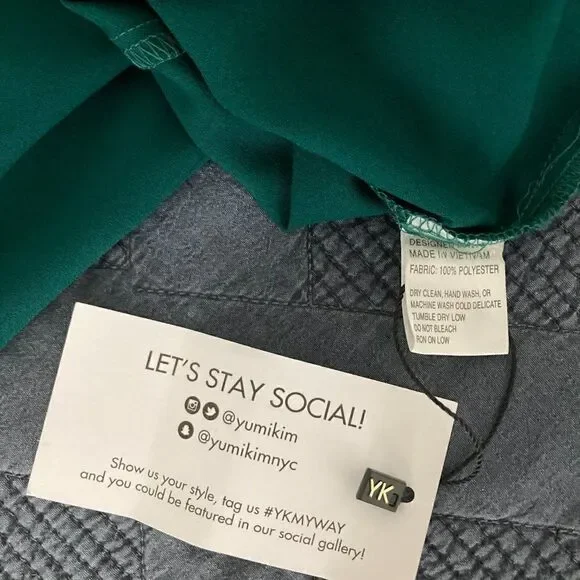 DESIGNE
MADE IN VIETNAM
FABRIC: 100% POLYESTER
DRY CLEAN, HAND WASH, OR
MACHINE WASH COLD DELICATE
TUMBLE DRY LOW
DO NOT BLEACH
RON ON LOW
LET'S STAY SOCIAL!
@yumikim
@yumikimnyc
Show us your style, tag us #YKMYWAY
and you could be featured in our social gallery!
YK